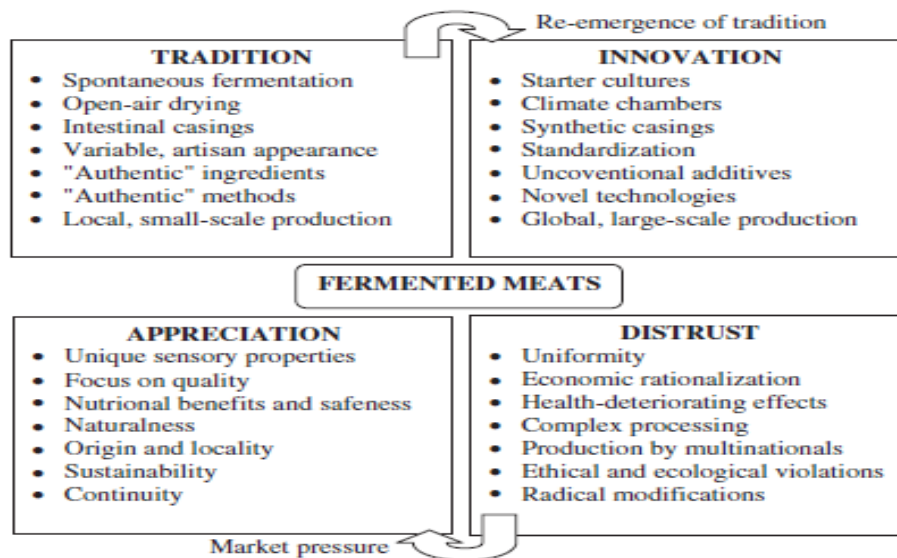 Re-emergence of tradition
TRADITION
• Spontaneous fermentation
• Open-air drying
• Intestinal casings
• Variable, artisan appearance
• "Authentic" ingredients
• "Authentic" methods
• Local, small-scale production
INNOVATION
• Starter cultures
• Climate chambers
• Synthetic casings
• Standardization
• Uncoventional additives
• Novel technologies
• Global, large-scale production
FERMENTED MEATS
APPRECIATION
• Unique sensory properties
• Focus on quality
• Nutrional benefits and safeness
• Naturalness
• Origin and locality
• Sustainability
• Continuity
DISTRUST
• Uniformity
• Economic rationalization
• Health-deteriorating effects
• Complex processing
• Production by multinationals
• Ethical and ecological violations
• Radical modifications
Market pressure